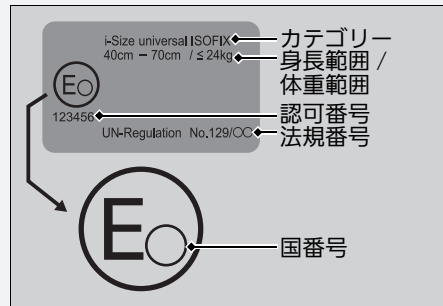 i-Size universal ISOFIX
カテゴリー
40cm – 70cm / ≤ 24kg
身長範囲 /
体重範囲
E○
123456
認可番号
UN-Regulation No.129/○○
法規番号
E○
国番号